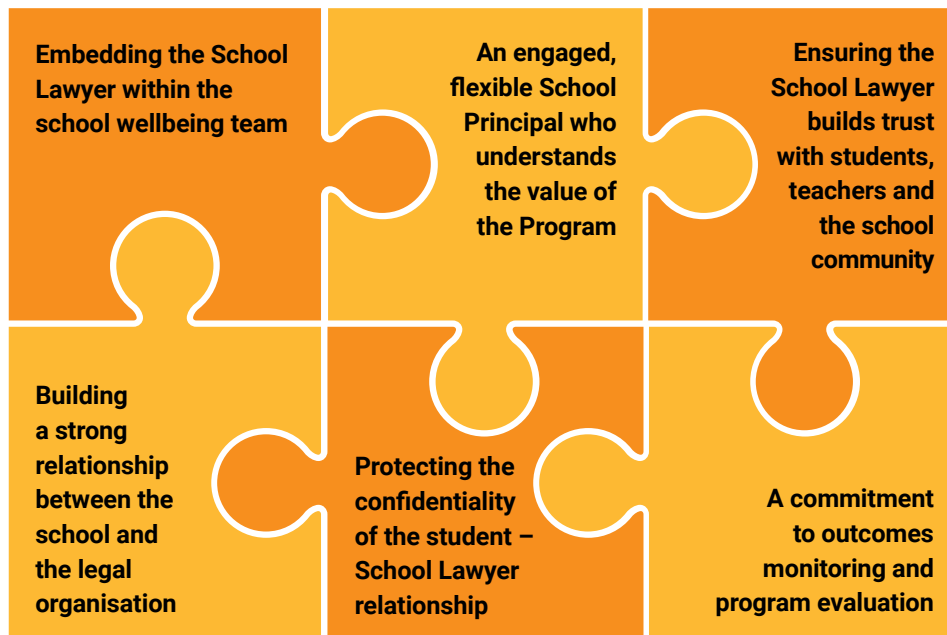 Embedding the School
Lawyer within the
school wellbeing team
An engaged,
flexible School
Principal who
understands
the value of
the Program
Ensuring the
School Lawyer
builds trust
with students,
teachers and
the school
community
Building
a strong
relationship
between the
school and
the legal
organisation
Protecting the
confidentiality
of the student –
School Lawyer
relationship
A commitment
to outcomes
monitoring and
program evaluation